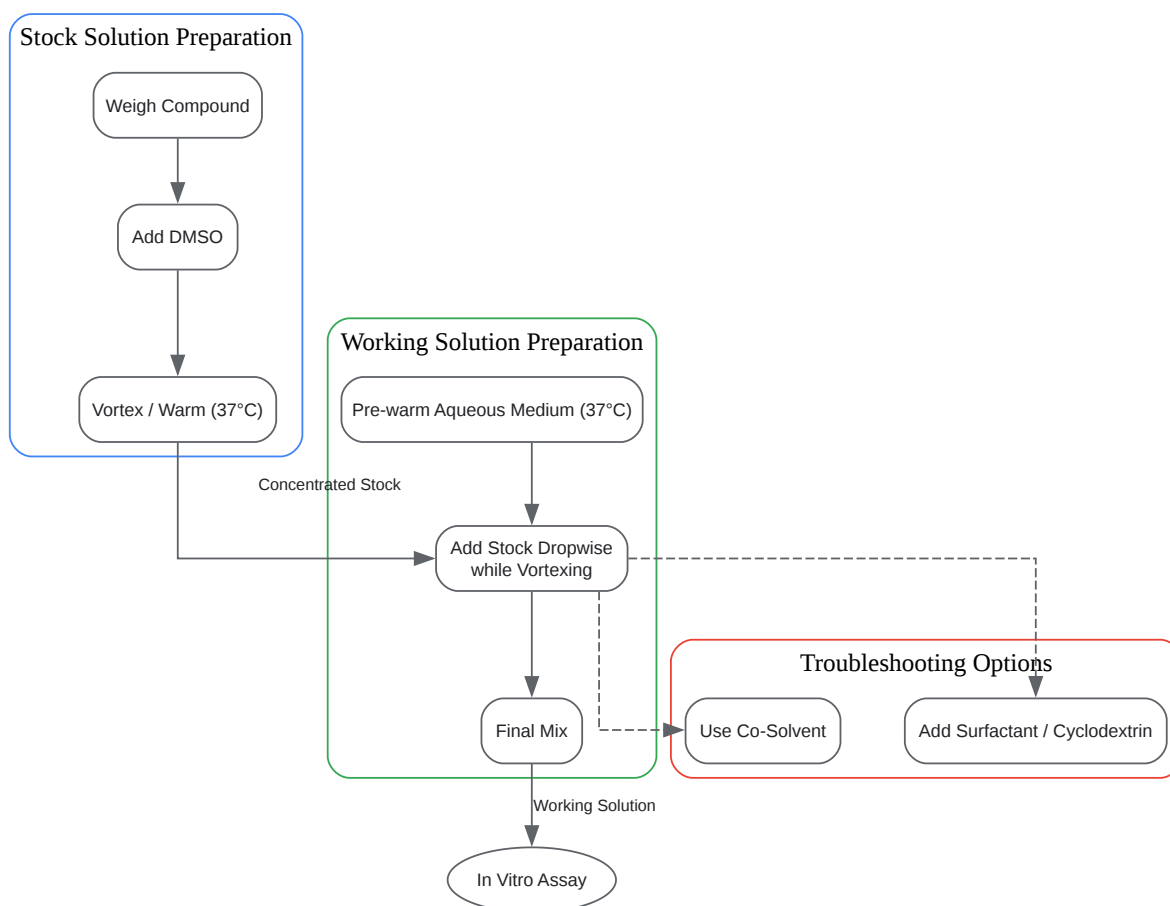 Stock Solution Preparation
Weigh Compound
Add DMSO
Vortex / Warm (37°C)
Concentrated Stock
Working Solution Preparation
Pre-warm Aqueous Medium (37°C)
Add Stock Dropwise
while Vortexing
Final Mix
Working Solution
In Vitro Assay
Troubleshooting Options
Use Co-Solvent
Add Surfactant / Cyclodextrin